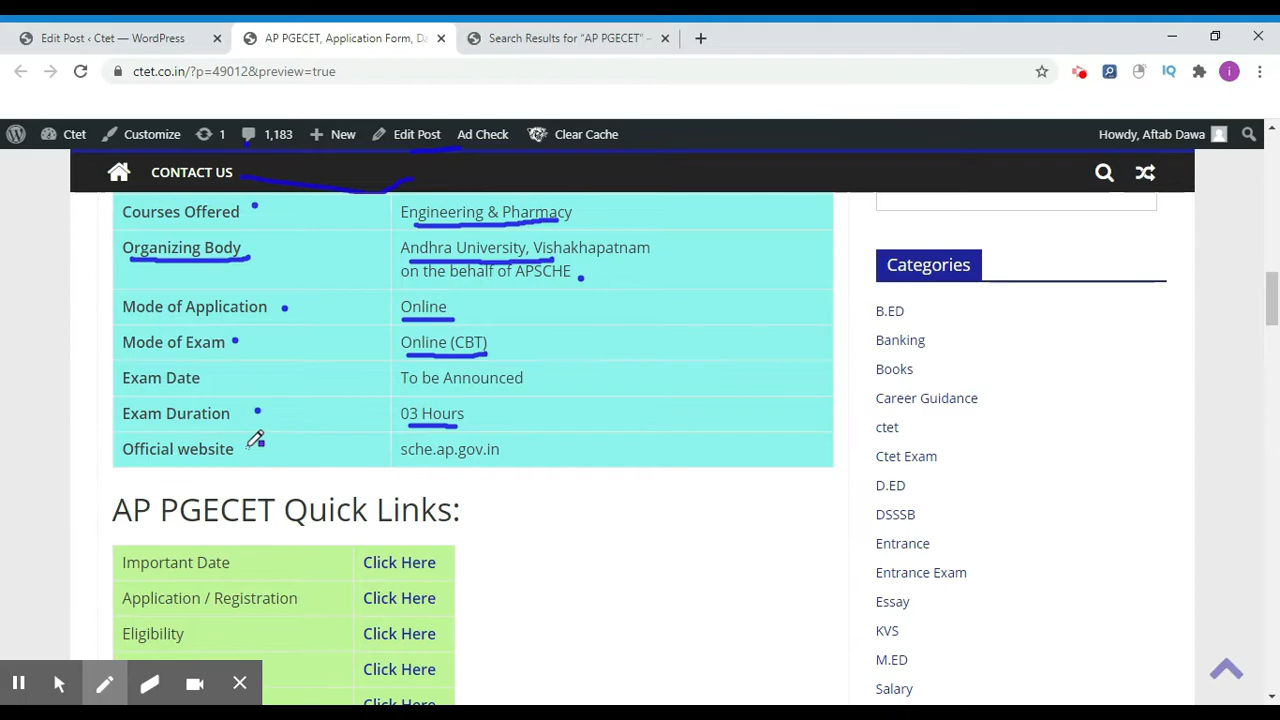 Edit Post ‹ Ctet — WordPress
AP PGECET, Application Form, Da
Search Results for “AP PGECET” –
ctet.co.in/?p=49012&preview=true
Ctet
Customize
1
1,183
New
Edit Post
Ad Check
Clear Cache
Howdy, Aftab Dawa
CONTACT US
Courses Offered
Engineering & Pharmacy
Organizing Body
Andhra University, Vishakhapatnam
on the behalf of APSCHE
Mode of Application
Online
Mode of Exam
Online (CBT)
Exam Date
To be Announced
Exam Duration
03 Hours
Official website
sche.ap.gov.in
AP PGECET Quick Links:
Important Date
Click Here
Application / Registration
Click Here
Eligibility
Click Here
Click Here
Click Here
Categories
B.ED
Banking
Books
Career Guidance
ctet
Ctet Exam
D.ED
DSSSB
Entrance
Entrance Exam
Essay
KVS
M.ED
Salary